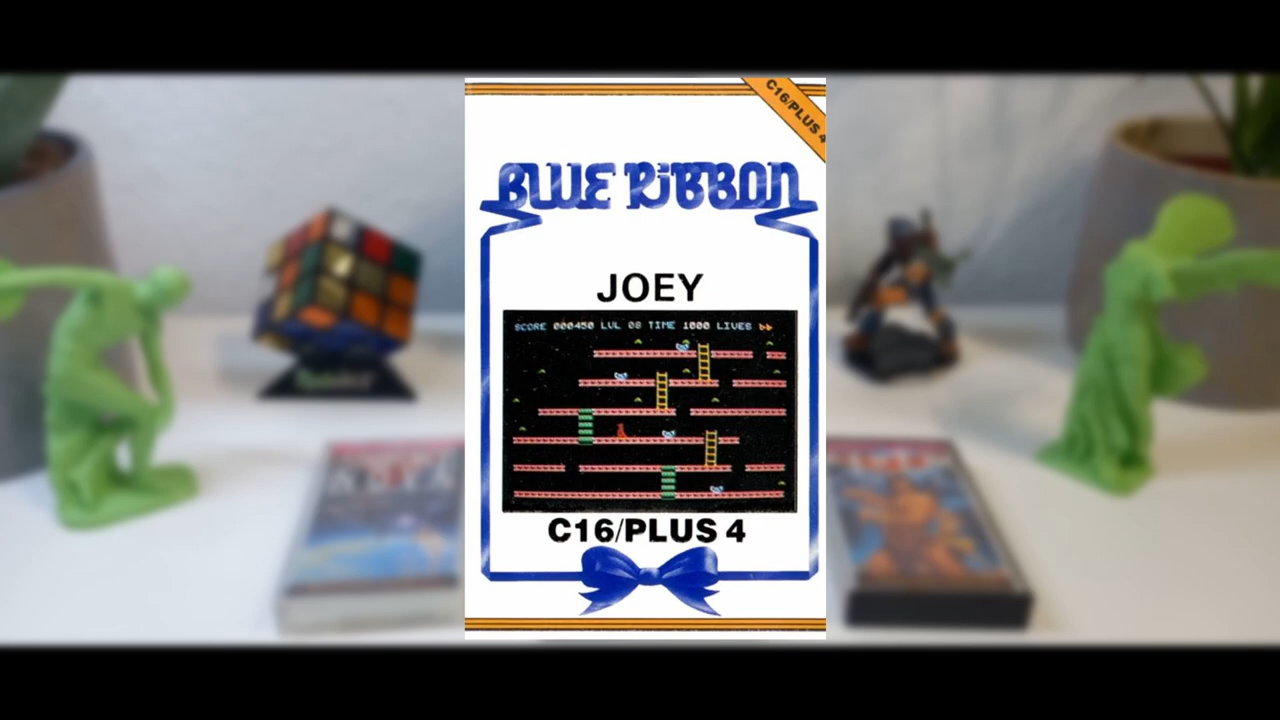 C16/PLUS 4
BLUE RIBBON
JOEY
SCORE 000450 LVL 08 TIME 1000 LIVES
C16/PLUS 4